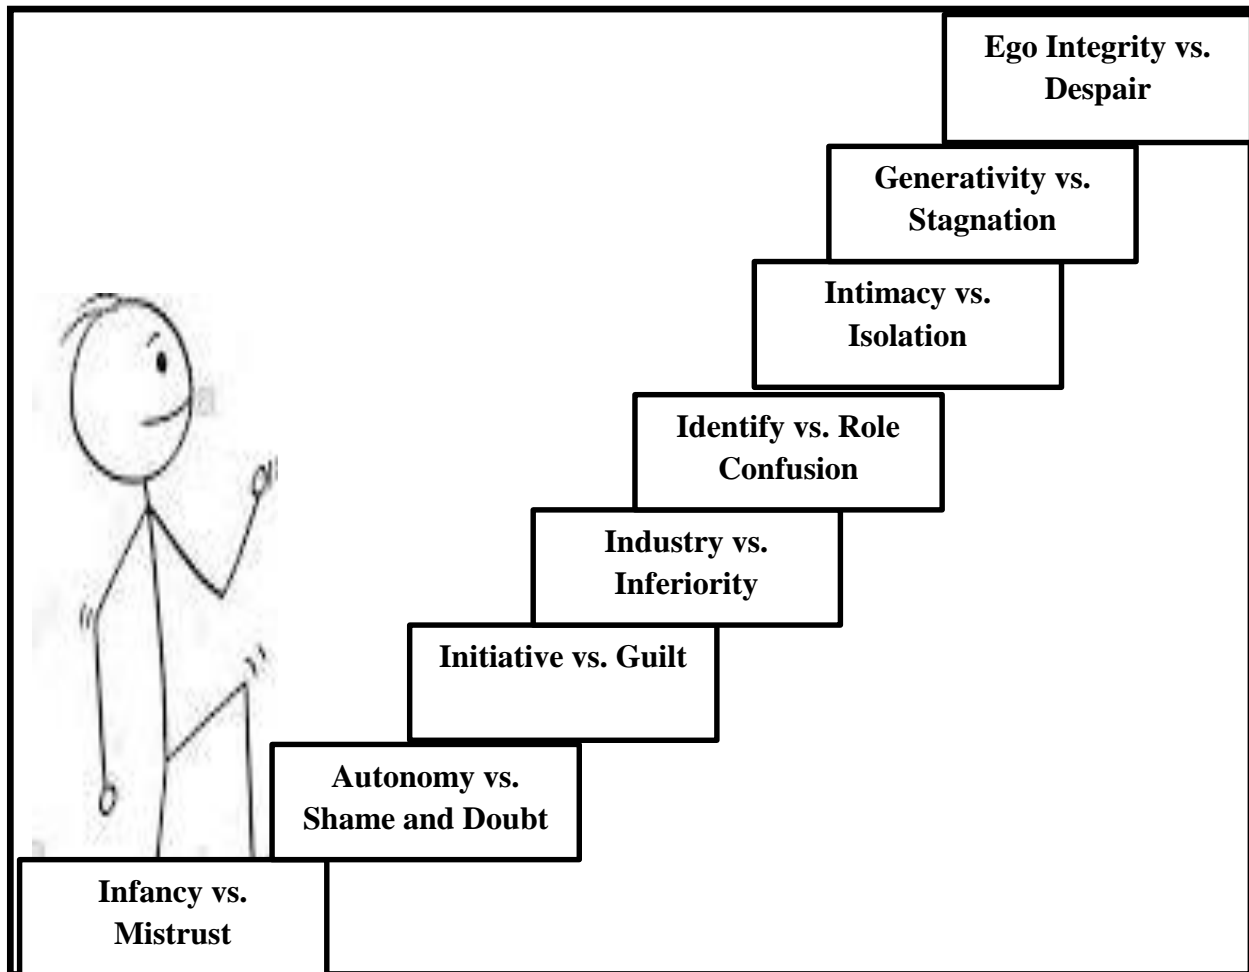 Ego Integrity vs.
Despair
Generativity vs.
Stagnation
Intimacy vs.
Isolation
Identify vs. Role
Confusion
Industry vs.
Inferiority
Initiative vs. Guilt
Autonomy vs.
Shame and Doubt
Infancy vs.
Mistrust